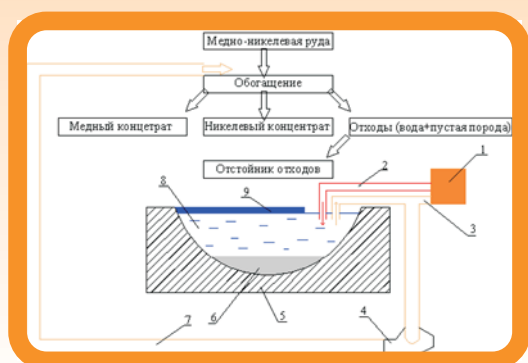 Медно-никелевая руда
Обогащение
Медный концетрат
Никелевый концентрат
Отходы (вода+пустая порода)
Отстойник отходов
1
2
3
4
5
6
7
8
9